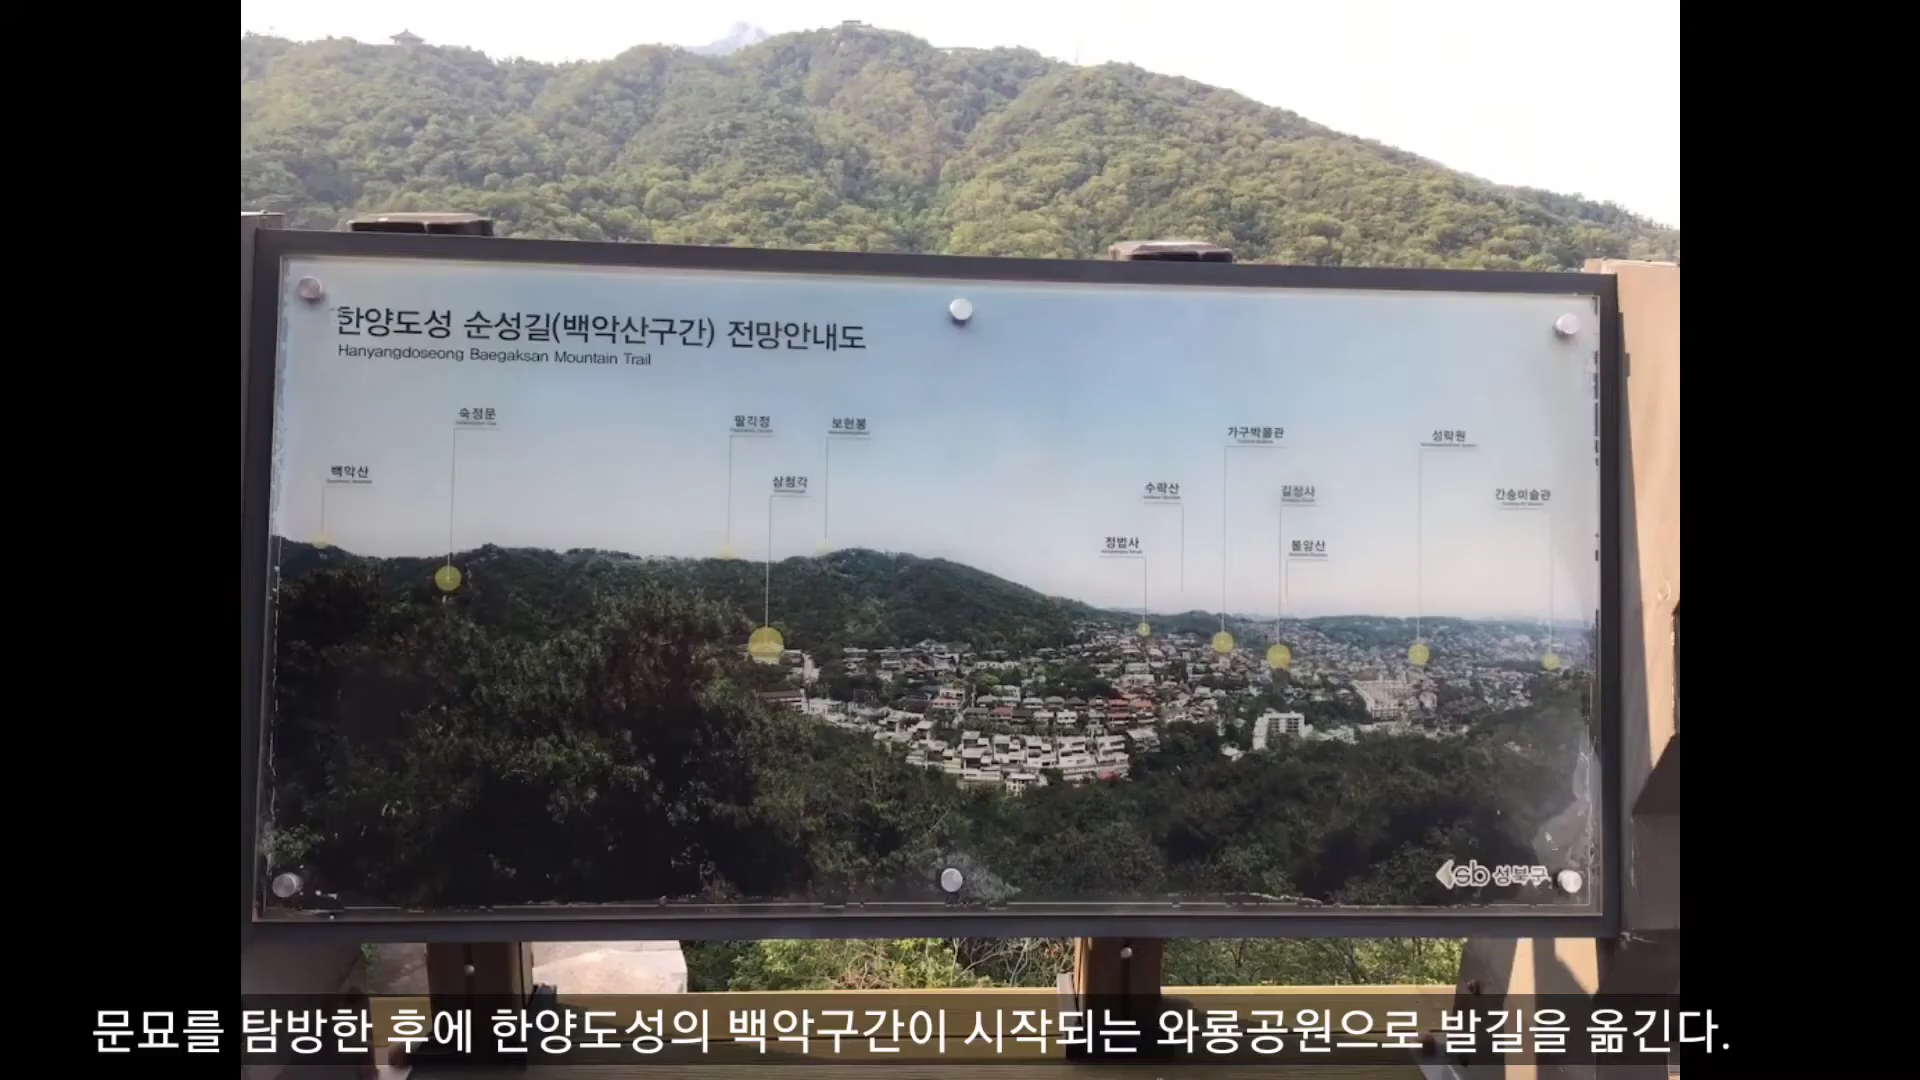 한양도성 순성길(백악산구간) 전망안내도
Hanyangdoseong Baegaksan Mountain Trail
숙정문
팔각정
보현봉
가구박물관
성락원
백악산
삼청각
수락산
길상사
간송미술관
정법사
불암산
sb 성북구
문묘를 탐방한 후에 한양도성의 백악구간이 시작되는 와룡공원으로 발길을 옮긴다.